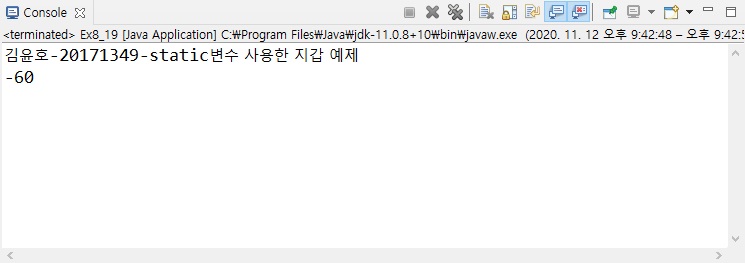 Console
<terminated> Ex8_19 [Java Application] C:₩Program Files₩Java₩jdk-11.0.8+10₩bin₩javaw.exe (2020. 11. 12 오후 9:42:48 – 오후 9:42:5
김윤호-20171349-static변수 사용한 지갑 예제
-60